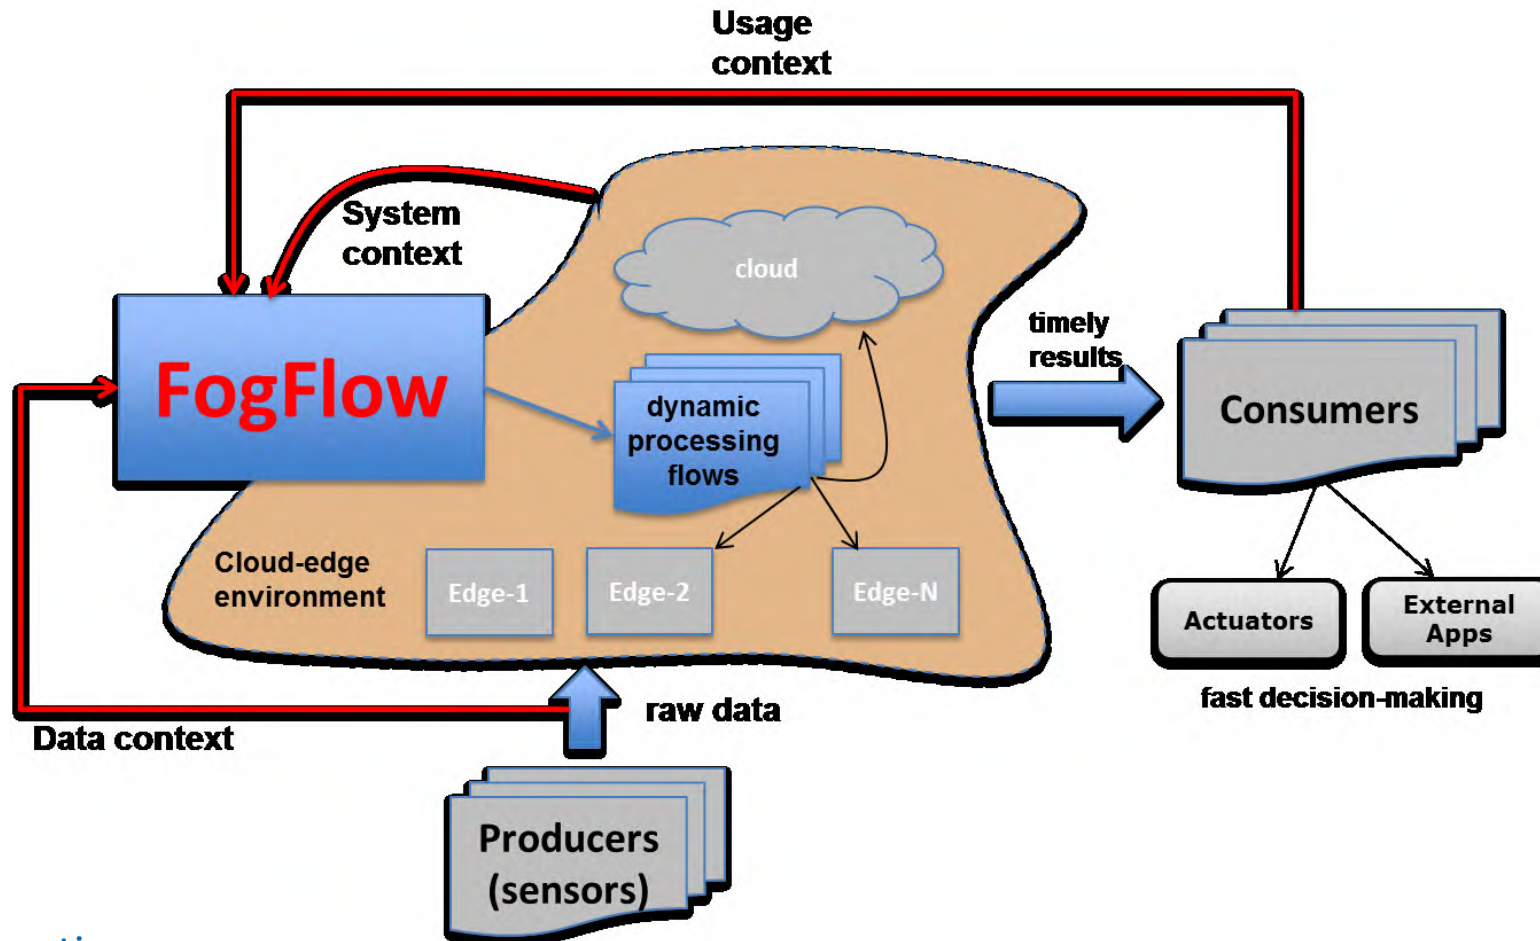 Usage
context
System
context
cloud
FogFlow
timely
results
dynamic
processing
flows
Consumers
Cloud-edge
environment
Edge-1
Edge-2
Edge-N
Actuators
External
Apps
fast decision-making
raw data
Data context
Producers
(sensors)